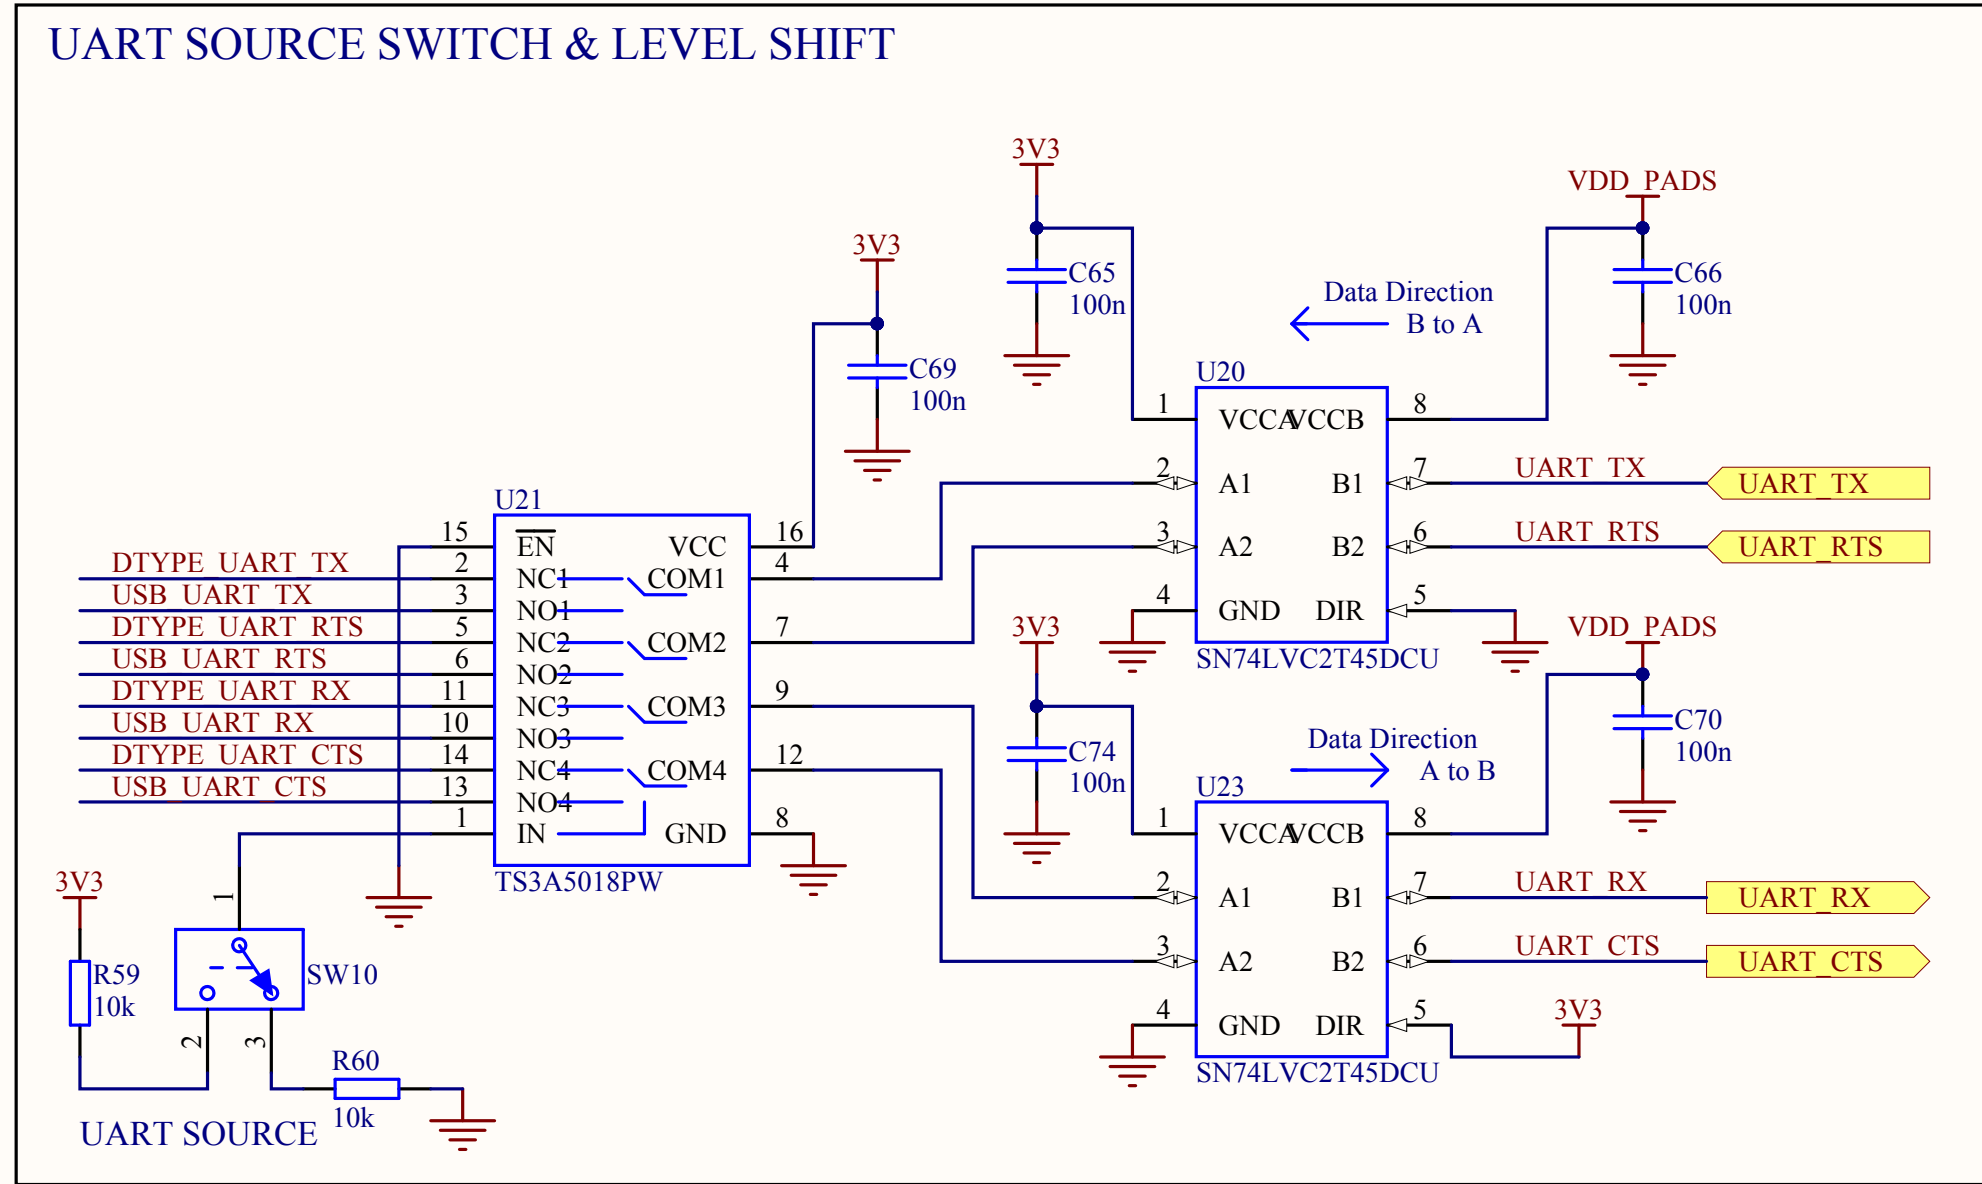 UART SOURCE SWITCH & LEVEL SHIFT
3V3
VDD_PADS
3V3
C65
100n
Data Direction
B to A
C66
100n
C69
100n
U20
1
VCCA
VCCB
8
2
A1
B1
7
UART_TX
UART_TX
3
A2
B2
6
UART_RTS
UART_RTS
4
GND
DIR
5
SN74LVC2T45DCU
U21
15
EN
VCC
16
DTYPE_UART_TX
2
NC1
COM1
4
USB_UART_TX
3
NO1
DTYPE_UART_RTS
5
NC2
COM2
7
USB_UART_RTS
6
NO2
DTYPE_UART_RX
11
NC3
COM3
9
USB_UART_RX
10
NO3
DTYPE_UART_CTS
14
NC4
COM4
12
USB_UART_CTS
13
NO4
1
IN
GND
8
TS3A5018PW
3V3
VDD_PADS
C74
100n
Data Direction
A to B
C70
100n
U23
1
VCCA
VCCB
8
2
A1
B1
7
UART_RX
UART_RX
3
A2
B2
6
UART_CTS
UART_CTS
4
GND
DIR
5
3V3
SN74LVC2T45DCU
3V3
R59
10k
1
SW10
2
3
R60
10k
UART SOURCE